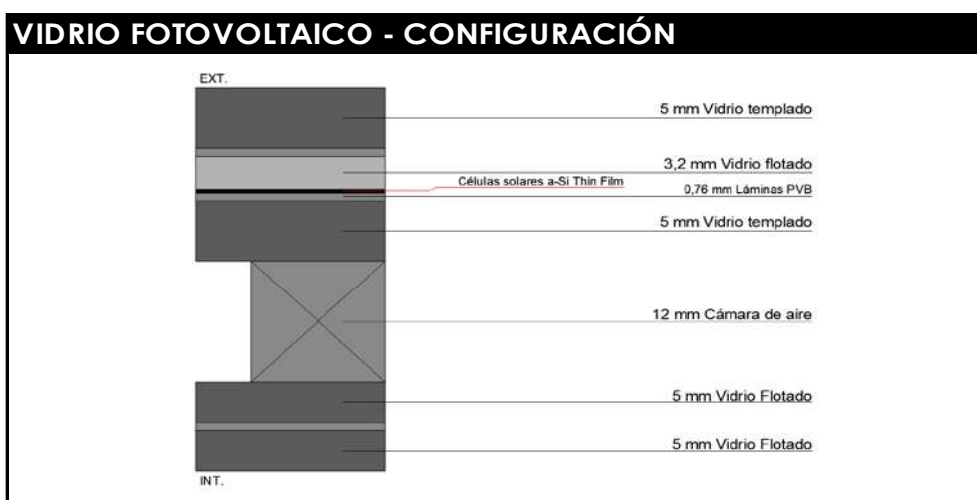 VIDRIO FOTOVOLTAICO - CONFIGURACIÓN
EXT.
5 mm Vidrio templado
3,2 mm Vidrio flotado
Células solares a-Si Thin Film
0,76 mm Láminas PVB
5 mm Vidrio templado
12 mm Cámara de aire
5 mm Vidrio Flotado
5 mm Vidrio Flotado
INT.